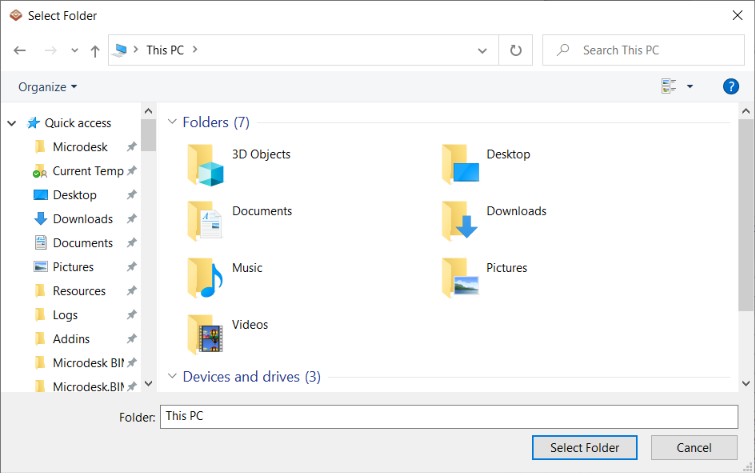 Select Folder
This PC
Search This PC
Organize
?
Quick access
Microdesk
Current Temp
Desktop
Downloads
Documents
Pictures
Resources
Logs
Addins
Microdesk BIM
Microdesk.BIM
Folders (7)
3D Objects
Desktop
Documents
Downloads
Music
Pictures
Videos
Devices and drives (3)
Folder:
This PC
Select Folder
Cancel